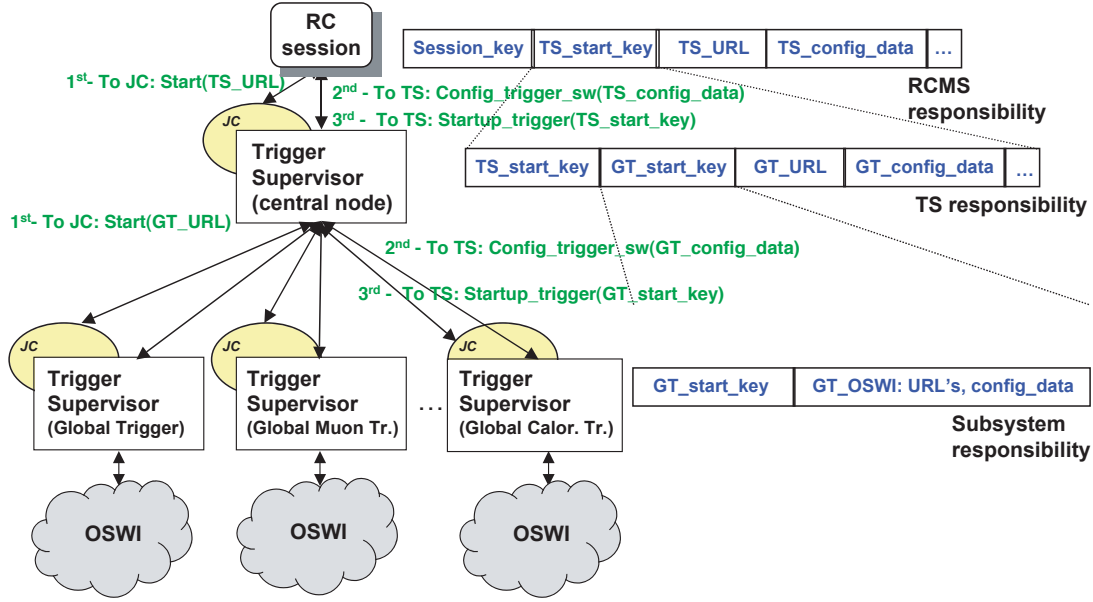 RC
session
Session_key TS_start_key TS_URL TS_config_data ...
RCMS
responsibility
1st- To JC: Start(TS_URL)
2nd - To TS: Config_trigger_sw(TS_config_data)
3rd - To TS: Startup_trigger(TS_start_key)
JC
Trigger
Supervisor
(central node)
TS_start_key GT_start_key GT_URL GT_config_data ...
TS responsibility
1st- To JC: Start(GT_URL)
2nd - To TS: Config_trigger_sw(GT_config_data)
3rd - To TS: Startup_trigger(GT_start_key)
JC
Trigger
Supervisor
(Global Trigger)
JC
Trigger
Supervisor
(Global Muon Tr.)
...
JC
Trigger
Supervisor
(Global Calor. Tr.)
GT_start_key GT_OSWI: URL's, config_data
Subsystem
responsibility
OSWI
OSWI
OSWI